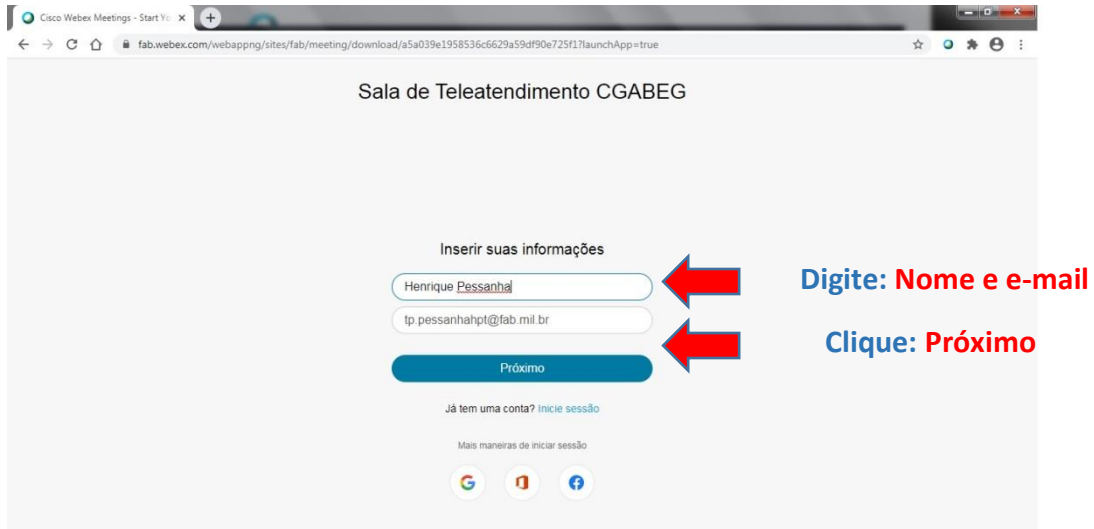 Cisco Webex Meetings - Start Yo
fab.webex.com/webappng/sites/fab/meeting/download/a5a039e1958536c6629a59df90e725f1?launchApp=true
Sala de Teleatendimento CGABEG
Inserir suas informações
Henrique Pessanha
Digite: Nome e e-mail
tp.pessanhahpt@fab.mil.br
Clique: Próximo
Próximo
Já tem uma conta? Inicie sessão
Mais maneiras de iniciar sessão